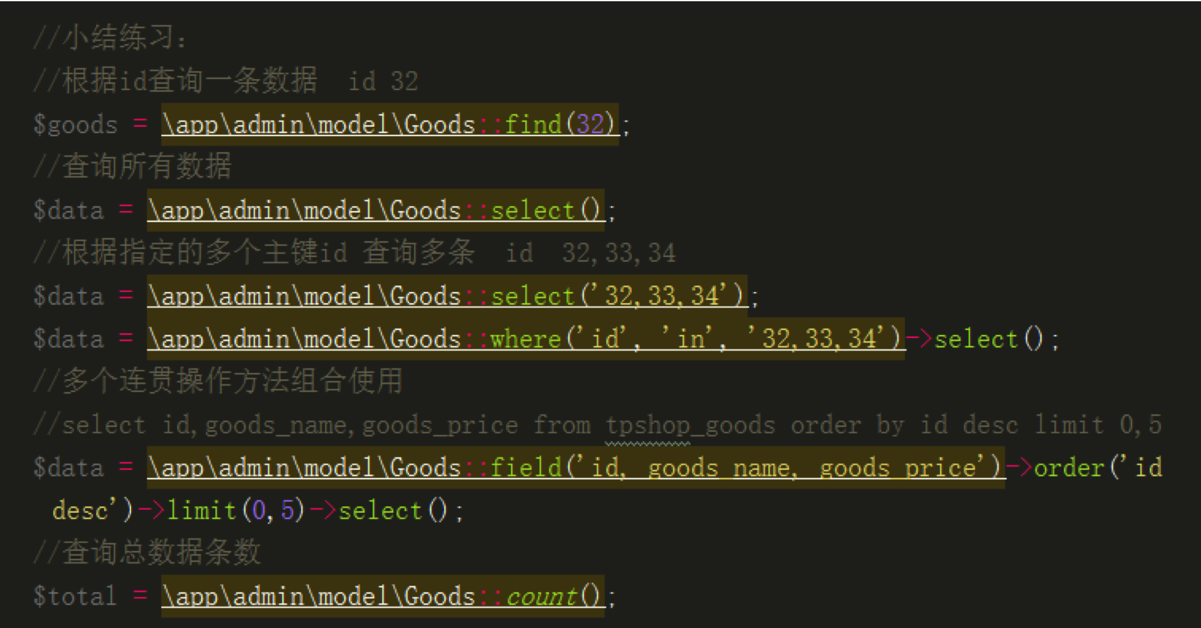 //小结练习：
//根据id查询一条数据  id 32
$goods = \app\admin\model\Goods::find(32);
//查询所有数据
$data = \app\admin\model\Goods::select();
//根据指定的多个主键id 查询多条  id  32,33,34
$data = \app\admin\model\Goods::select('32,33,34');
$data = \app\admin\model\Goods::where('id', 'in', '32,33,34')->select();
//多个连贯操作方法组合使用
//select id,goods_name,goods_price from tpshop_goods order by id desc limit 0,5
$data = \app\admin\model\Goods::field('id, goods_name, goods_price')->order('id
desc')->limit(0,5)->select();
//查询总数据条数
$total = \app\admin\model\Goods::count();